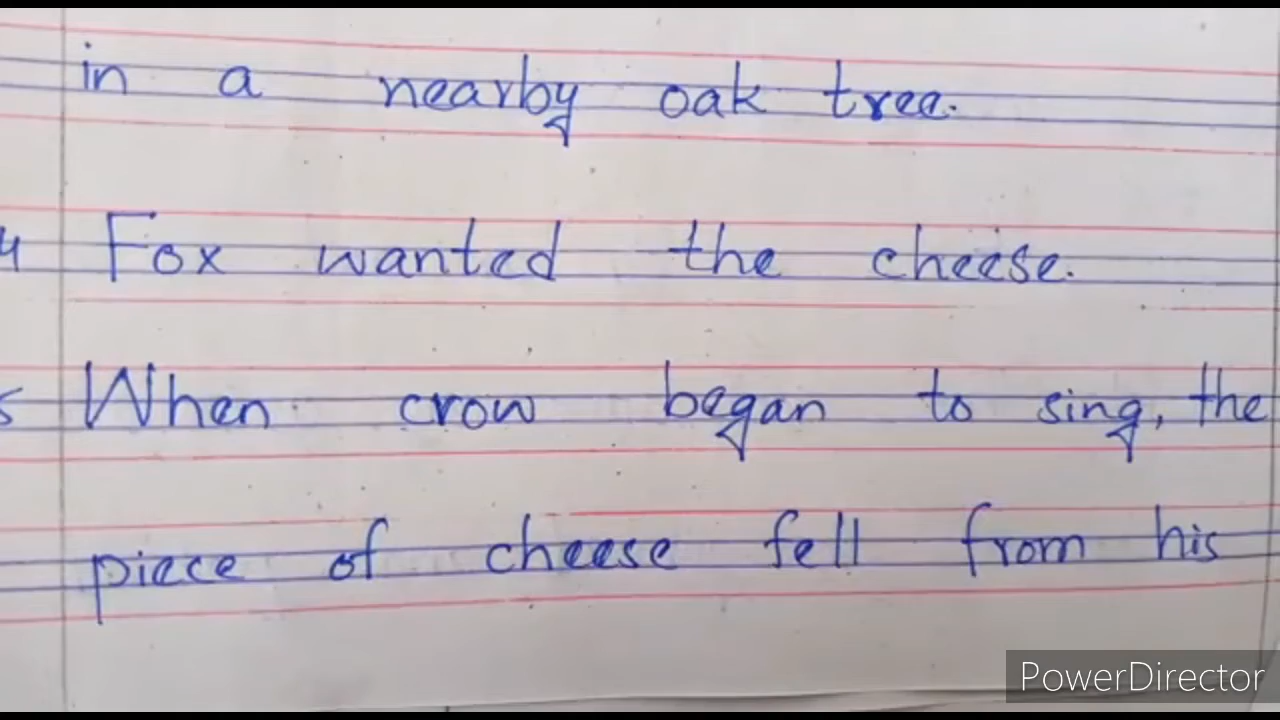 in a nearby oak tree.
4 Fox wanted the cheese.
5 When crow began to sing, the
piece of cheese fell from his
PowerDirector